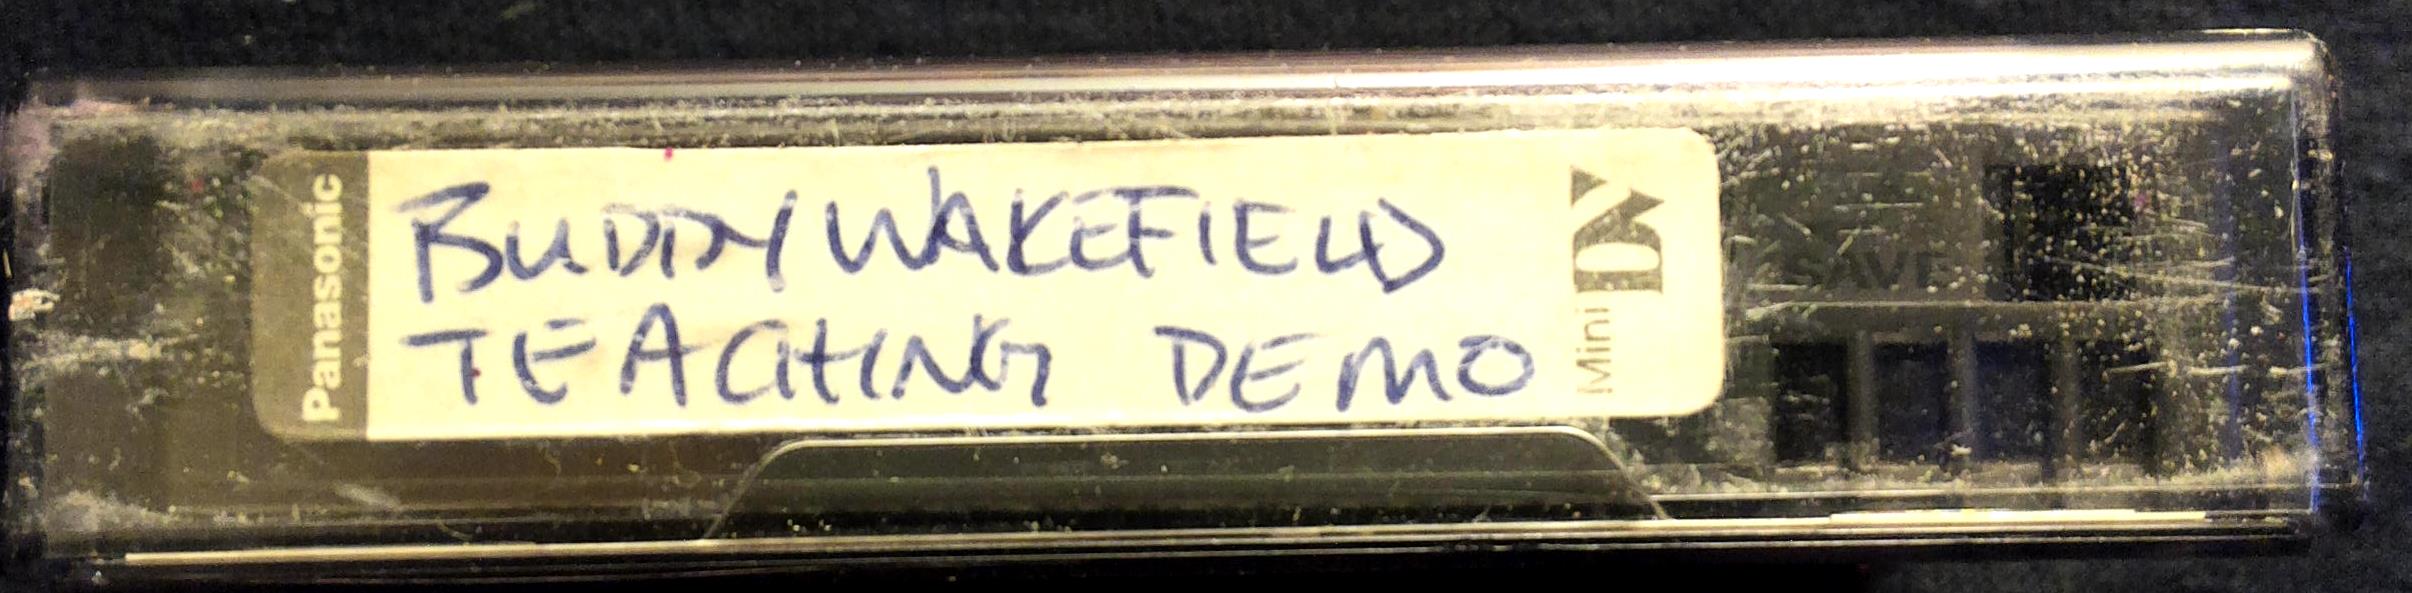 Panasonic
BUDDY WAKEFIELD
TEACHING DEMO
Mini DV
SAVE